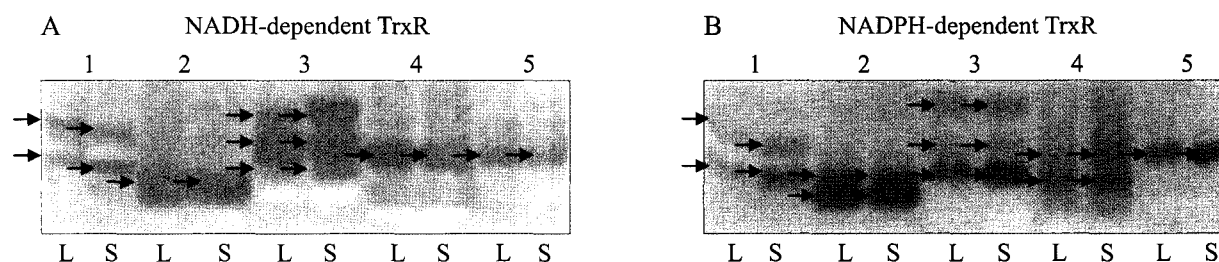 A NADH-dependent TrxR
1 2 3 4 5
L S L S L S L S L S
B NADPH-dependent TrxR
1 2 3 4 5
L S L S L S L S L S